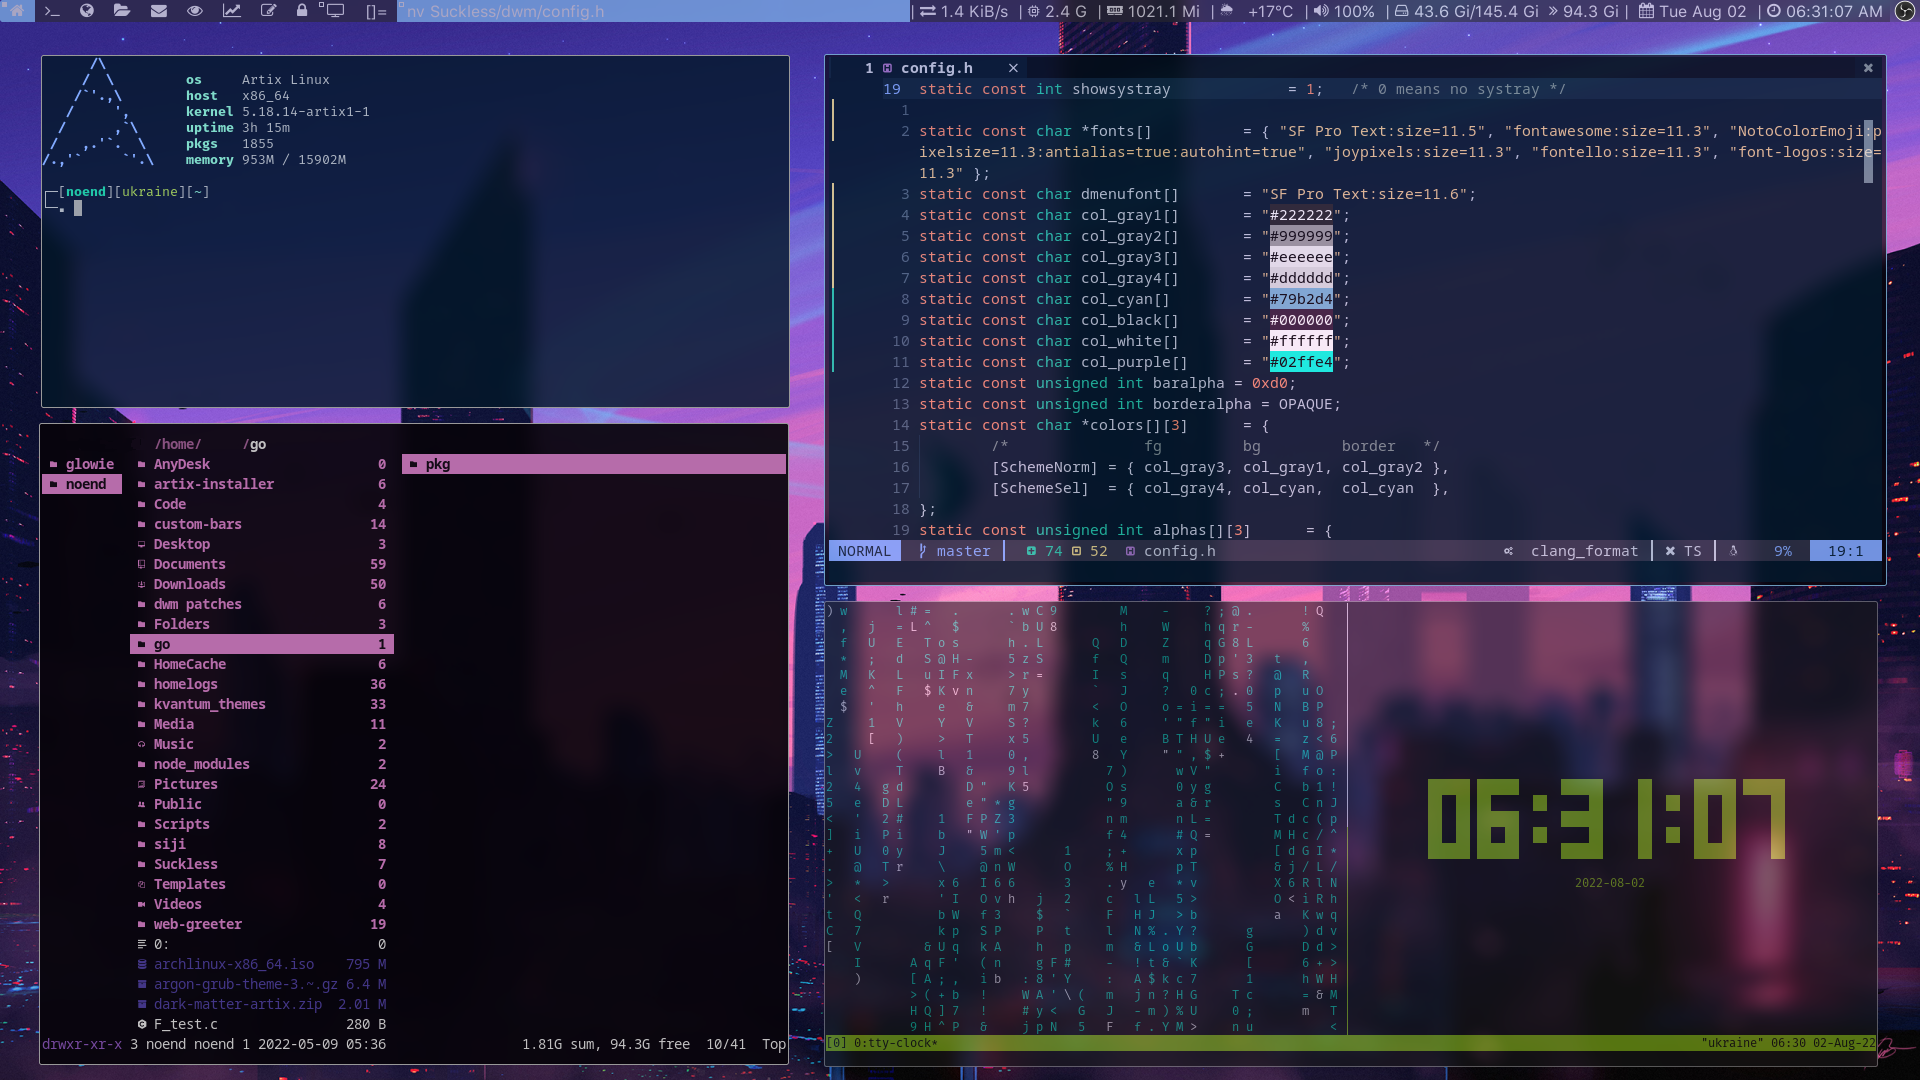 []= nv Suckless/dwm/config.h | 1.4 KiB/s | 2.4 G | 1021.1 Mi | +17°C | 100% | 43.6 Gi/145.4 Gi » 94.3 Gi | Tue Aug 02 | 06:31:07 AM
os Artix Linux
host x86_64
kernel 5.18.14-artix1-1
uptime 3h 15m
pkgs 1855
memory 953M / 15902M
[noend][ukraine][~]
1 config.h ×
19 static const int showsystray = 1; /* 0 means no systray */
1
2 static const char *fonts[] = { "SF Pro Text:size=11.5", "fontawesome:size=11.3", "NotoColorEmoji:p
ixelsize=11.3:antialias=true:autohint=true", "joypixels:size=11.3", "fontello:size=11.3", "font-logos:size=
11.3" };
3 static const char dmenufont[] = "SF Pro Text:size=11.6";
4 static const char col_gray1[] = "#222222";
5 static const char col_gray2[] = "#999999";
6 static const char col_gray3[] = "#eeeeee";
7 static const char col_gray4[] = "#dddddd";
8 static const char col_cyan[] = "#79b2d4";
9 static const char col_black[] = "#000000";
10 static const char col_white[] = "#ffffff";
11 static const char col_purple[] = "#02ffe4";
12 static const unsigned int baralpha = 0xd0;
13 static const unsigned int borderalpha = OPAQUE;
14 static const char *colors[][3] = {
15 /* fg bg border */
16 [SchemeNorm] = { col_gray3, col_gray1, col_gray2 },
17 [SchemeSel] = { col_gray4, col_cyan, col_cyan },
18 };
19 static const unsigned int alphas[][3] = {
NORMAL master 74 52 config.h clang_format TS 9% 19:1
/home/ /go
glowie
noend
AnyDesk 0
artix-installer 6
Code 4
custom-bars 14
Desktop 3
Documents 59
Downloads 50
dwm patches 6
Folders 3
go 1
HomeCache 6
homelogs 36
kvantum_themes 33
Media 11
Music 2
node_modules 2
Pictures 24
Public 0
Scripts 2
siji 8
Suckless 7
Templates 0
Videos 4
web-greeter 19
0: 0
archlinux-x86_64.iso 795 M
argon-grub-theme-3.~.gz 6.4 M
dark-matter-artix.zip 2.01 M
F_test.c 280 B
pkg
drwxr-xr-x 3 noend noend 1 2022-05-09 05:36 1.81G sum, 94.3G free 10/41 Top
06:31:07
2022-08-02
[0] 0:tty-clock* "ukraine" 06:30 02-Aug-22